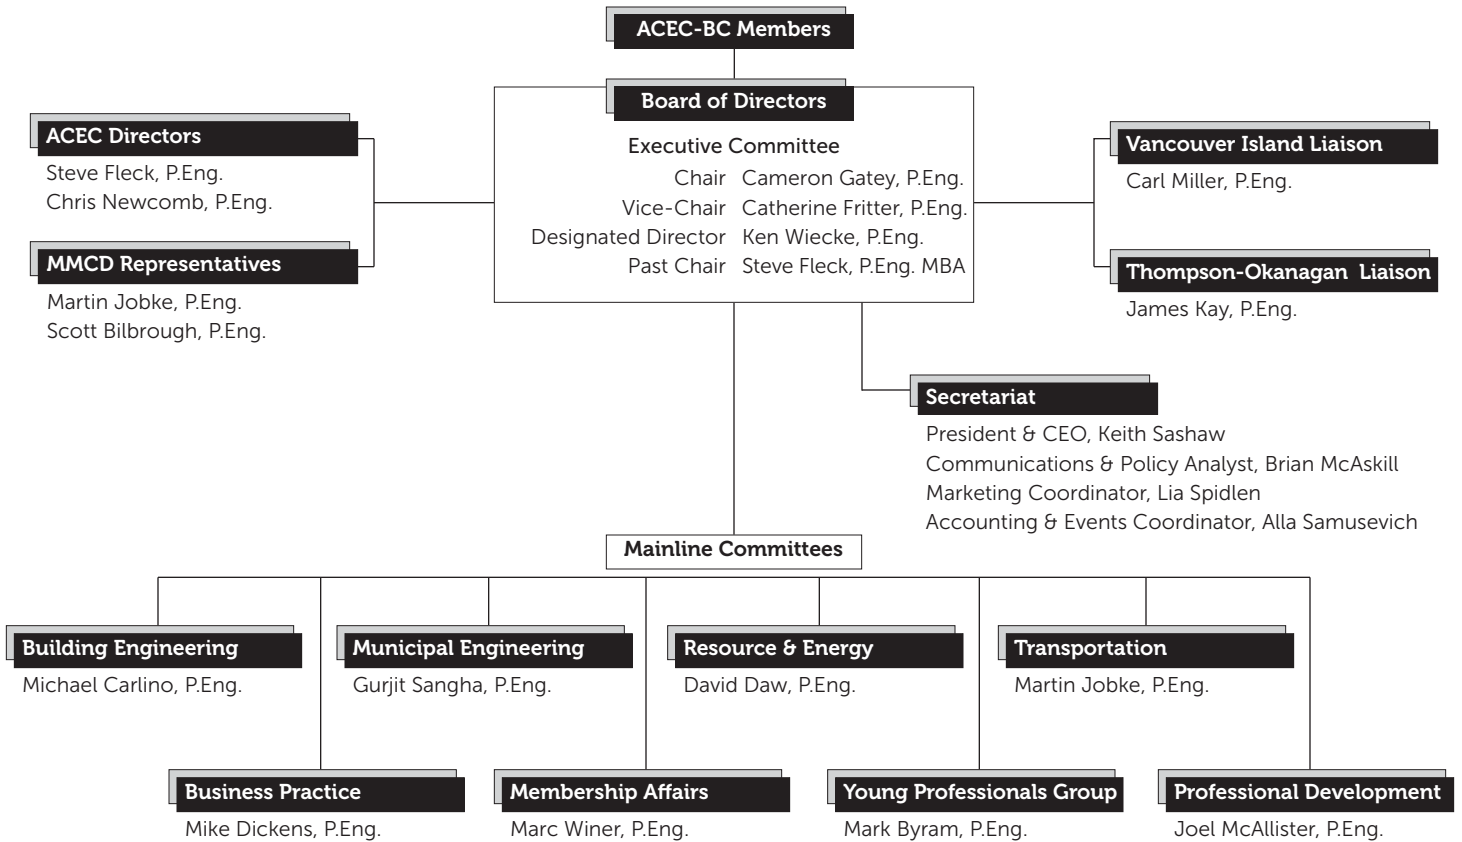 ACEC-BC Members
Board of Directors
Executive Committee
Chair Cameron Gatey, P.Eng.
Vice-Chair Catherine Fritter, P.Eng.
Designated Director Ken Wiecke, P.Eng.
Past Chair Steve Fleck, P.Eng. MBA
ACEC Directors
Steve Fleck, P.Eng.
Chris Newcomb, P.Eng.
MMCD Representatives
Martin Jobke, P.Eng.
Scott Bilbrough, P.Eng.
Vancouver Island Liaison
Carl Miller, P.Eng.
Thompson-Okanagan Liaison
James Kay, P.Eng.
Secretariat
President & CEO, Keith Sashaw
Communications & Policy Analyst, Brian McAskill
Marketing Coordinator, Lia Spidlen
Accounting & Events Coordinator, Alla Samusevich
Mainline Committees
Building Engineering
Michael Carlino, P.Eng.
Municipal Engineering
Gurjit Sangha, P.Eng.
Resource & Energy
David Daw, P.Eng.
Transportation
Martin Jobke, P.Eng.
Business Practice
Mike Dickens, P.Eng.
Membership Affairs
Marc Winer, P.Eng.
Young Professionals Group
Mark Byram, P.Eng.
Professional Development
Joel McAllister, P.Eng.